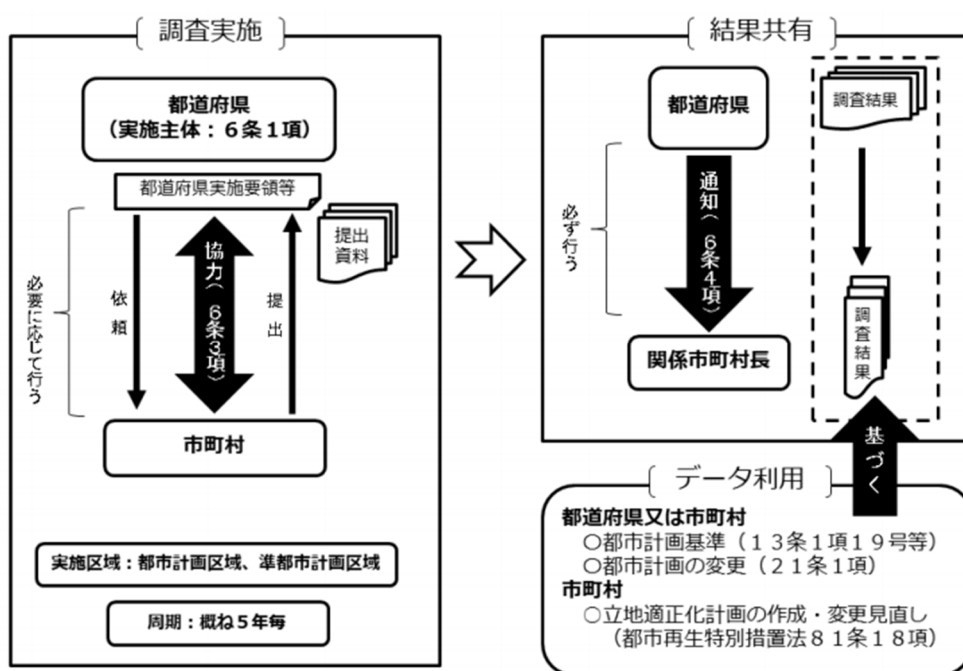 調査実施
都道府県
（実施主体：６条１項）
都道府県実施要領等
提出
資料
必要に応じて行う
依頼
協力（６条３項）
提出
市町村
実施区域：都市計画区域、準都市計画区域
周期：概ね５年毎
結果共有
都道府県
調査結果
必ず行う
通知（６条４項）
関係市町村長
調査結果
基づく
データ利用
都道府県又は市町村
○都市計画基準（１３条１項１９号等）
○都市計画の変更（２１条１項）
市町村
○立地適正化計画の作成・変更見直し
（都市再生特別措置法８１条１８項）